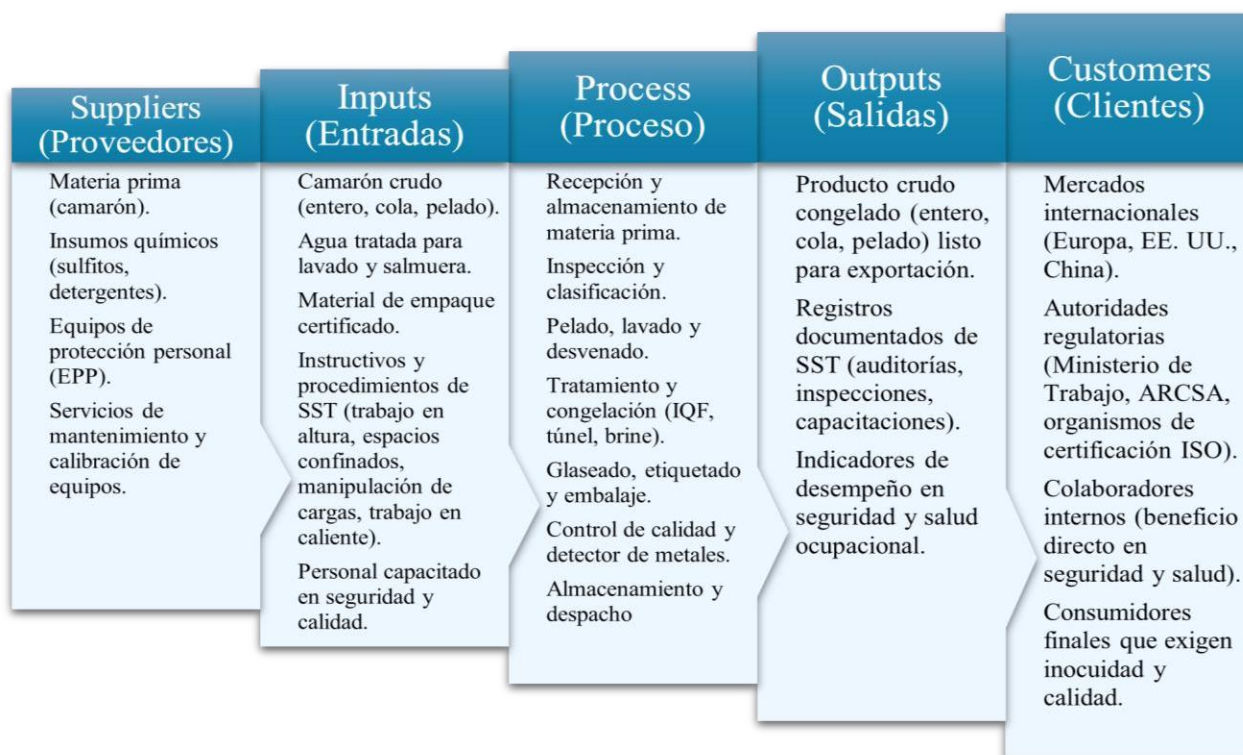 Suppliers
(Proveedores)
Materia prima
(camarón).
Insumos químicos
(sulfitos,
detergentes).
Equipos de
protección personal
(EPP).
Servicios de
mantenimiento y
calibración de
equipos.
Inputs
(Entradas)
Camarón crudo
(entero, cola, pelado).
Agua tratada para
lavado y salmuera.
Material de empaque
certificado.
Instructivos y
procedimientos de
SST (trabajo en
altura, espacios
confinados,
manipulación de
cargas, trabajo en
caliente).
Personal capacitado
en seguridad y
calidad.
Process
(Proceso)
Recepción y
almacenamiento de
materia prima.
Inspección y
clasificación.
Pelado, lavado y
desvenado.
Tratamiento y
congelación (IQF,
túnel, brine).
Glaseado, etiquetado
y embalaje.
Control de calidad y
detector de metales.
Almacenamiento y
despacho
Outputs
(Salidas)
Producto crudo
congelado (entero,
cola, pelado) listo
para exportación.
Registros
documentados de
SST (auditorías,
inspecciones,
capacitaciones).
Indicadores de
desempeño en
seguridad y salud
ocupacional.
Customers
(Clientes)
Mercados
internacionales
(Europa, EE. UU.,
China).
Autoridades
regulatorias
(Ministerio de
Trabajo, ARCSA,
organismos de
certificación ISO).
Colaboradores
internos (beneficio
directo en
seguridad y salud).
Consumidores
finales que exigen
inocuidad y
calidad.